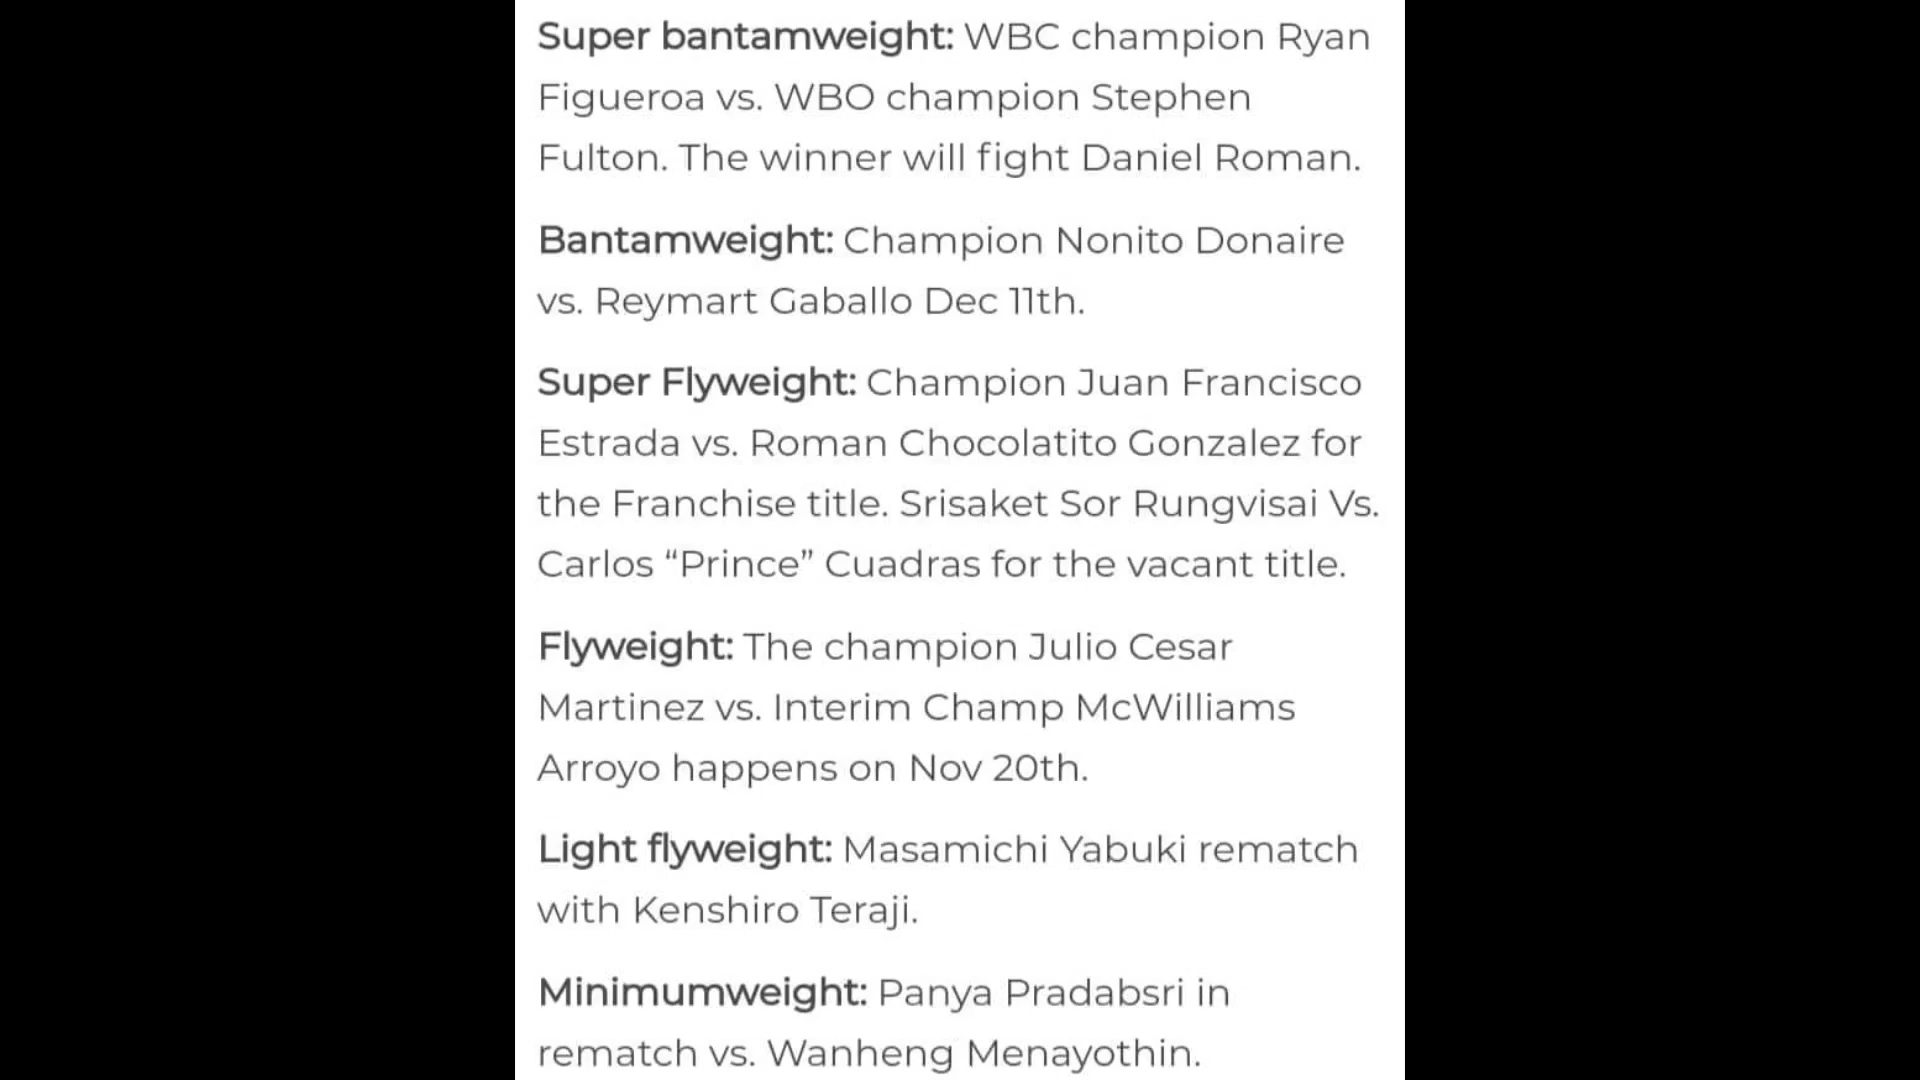 Super bantamweight: WBC champion Ryan
Figueroa vs. WBO champion Stephen
Fulton. The winner will fight Daniel Roman.
Bantamweight: Champion Nonito Donaire
vs. Reymart Gaballo Dec 11th.
Super Flyweight: Champion Juan Francisco
Estrada vs. Roman Chocolatito Gonzalez for
the Franchise title. Srisaket Sor Rungvisai Vs.
Carlos “Prince” Cuadras for the vacant title.
Flyweight: The champion Julio Cesar
Martinez vs. Interim Champ McWilliams
Arroyo happens on Nov 20th.
Light flyweight: Masamichi Yabuki rematch
with Kenshiro Teraji.
Minimumweight: Panya Pradabsri in
rematch vs. Wanheng Menayothin.